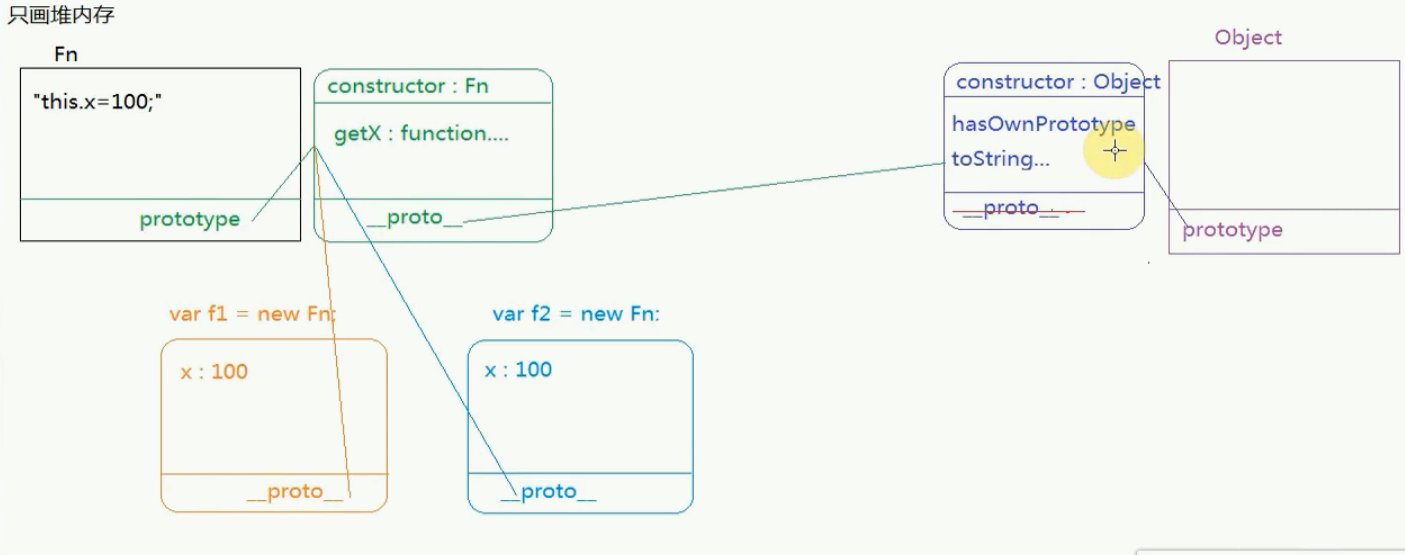 只画堆内存
Fn
"this.x=100;"
prototype
constructor : Fn
getX : function....
__proto__
Object
constructor : Object
hasOwnPrototype
toString...
__proto__
prototype
var f1 = new Fn;
x : 100
__proto__
var f2 = new Fn:
x : 100
__proto__